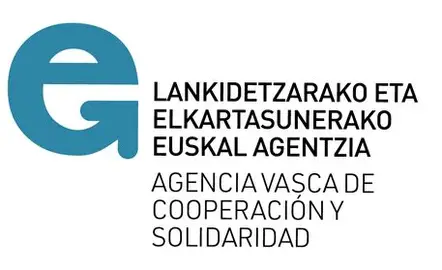 LANKIDETZARAKO ETA
ELKARTASUNERAKO
EUSKAL AGENTZIA
AGENCIA VASCA DE
COOPERACIÓN Y
SOLIDARIDAD